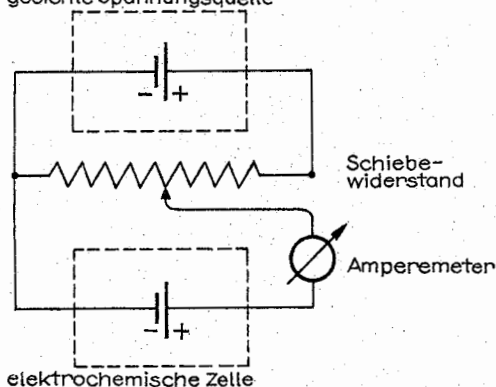 geeichte Spannungsquelle
- +
Schiebe-
widerstand
Amperemeter
- +
elektrochemische Zelle